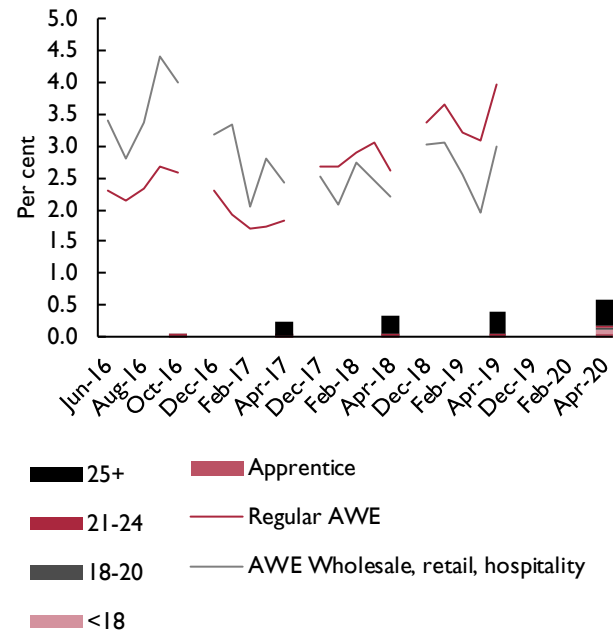 5.0
4.5
4.0
3.5
3.0
2.5
2.0
1.5
1.0
0.5
0.0
Per cent
Jun-16
Aug-16
Oct-16
Dec-16
Feb-17
Apr-17
Dec-17
Feb-18
Apr-18
Dec-18
Feb-19
Apr-19
Dec-19
Feb-20
Apr-20
25+
Apprentice
21-24
Regular AWE
18-20
AWE Wholesale, retail, hospitality
<18